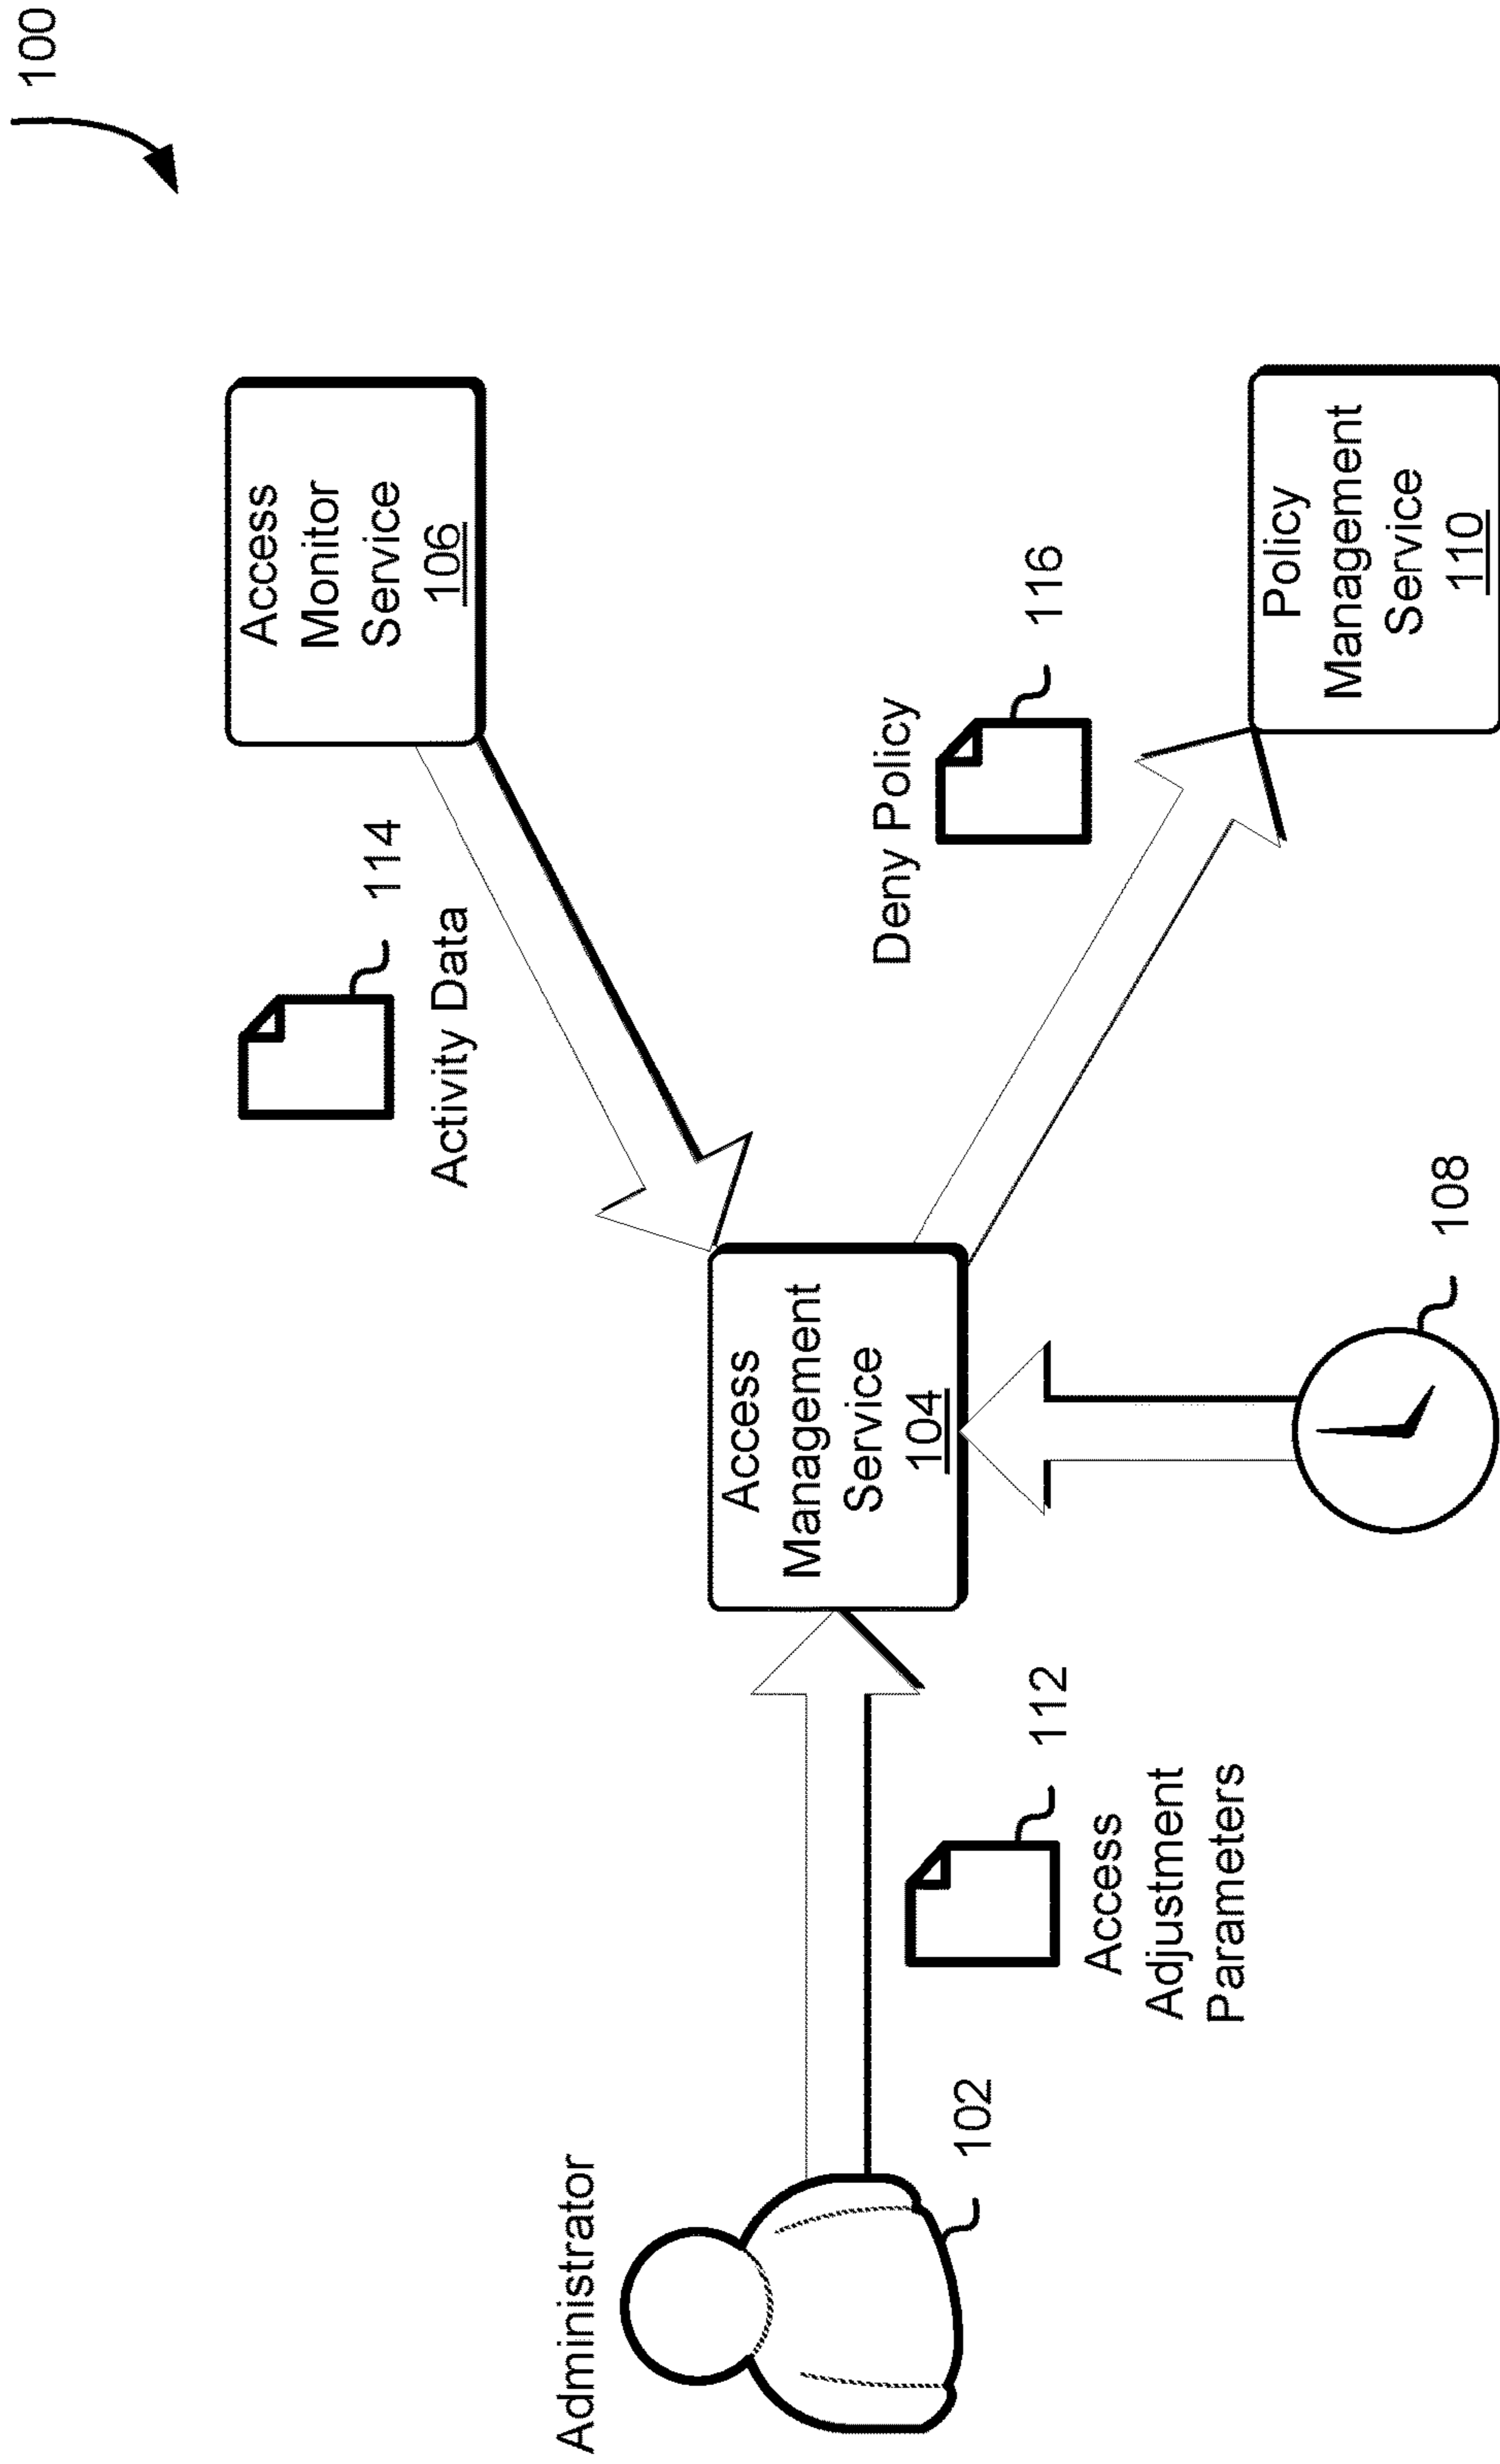 100
Access
Monitor
Service
106
114
Activity Data
Administrator
102
Access
Management
Service
104
112
Access
Adjustment
Parameters
108
Deny Policy
116
Policy
Management
Service
110